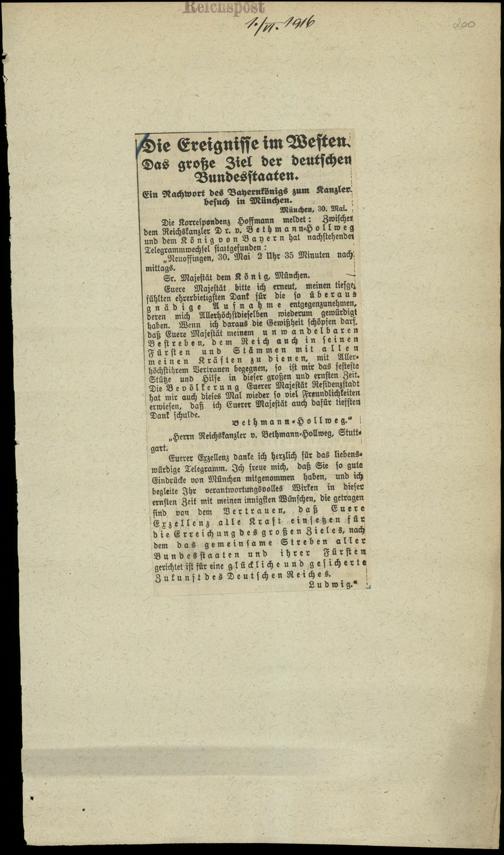 Reichspost
1./VI. 1916
200
Die Ereignisse im Westen.
Das große Ziel der deutschen
Bundesstaaten.
Ein Nachwort des Bayernkönigs zum Kanzler-
besuch in München.
München, 30. Mai.
Die Korrespondenz Hoffmann meldet: Zwischen
dem Reichskanzler Dr. v. Bethmann-Hollweg
und dem König von Bayern hat nachstehender
Telegrammwechsel stattgefunden:
„Neuoffingen, 30. Mai 2 Uhr 35 Minuten nach-
mittags.
Sr. Majestät dem König, München.
Euere Majestät bitte ich erneut, meinen tiefge-
fühlten ehrerbietigsten Dank für die so überaus
gnädige Aufnahme entgegenzunehmen,
deren mich Allerhöchstdieselben wiederum gewürdigt
haben. Wenn ich daraus die Gewißheit schöpfen darf,
daß Euere Majestät meinem unwandelbaren
Bestreben, dem Reich auch in seinen
Fürsten und Stämmen mit allen
meinen Kräften zu dienen, mit Aller-
höchstihrem Vertrauen begegnen, so ist mir das festeste
Stütze und Hilfe in dieser großen und ernsten Zeit.
Die Bevölkerung Euerer Majestät Residenzstadt
hat mir auch dieses Mal wieder so viel Freundlichkeiten
erwiesen, daß ich Euerer Majestät auch dafür tiefsten
Dank schulde.
Bethmann-Hollweg.“
„Herrn Reichskanzler v. Bethmann-Hollweg, Stutt-
gart.
Euerer Exzellenz danke ich herzlich für das liebens-
würdige Telegramm. Ich freue mich, daß Sie so gute
Eindrücke von München mitgenommen haben, und ich
begleite Ihr verantwortungsvolles Wirken in dieser
ernsten Zeit mit meinen innigsten Wünschen, die getragen
sind von dem Vertrauen, daß Euere
Exzellenz alle Kraft einsetzen für
die Erreichung des großen Zieles, nach
dem das gemeinsame Streben aller
Bundesstaaten und ihrer Fürsten
gerichtet ist für eine glückliche und gesicherte
Zukunft des Deutschen Reiches.
Ludwig.“